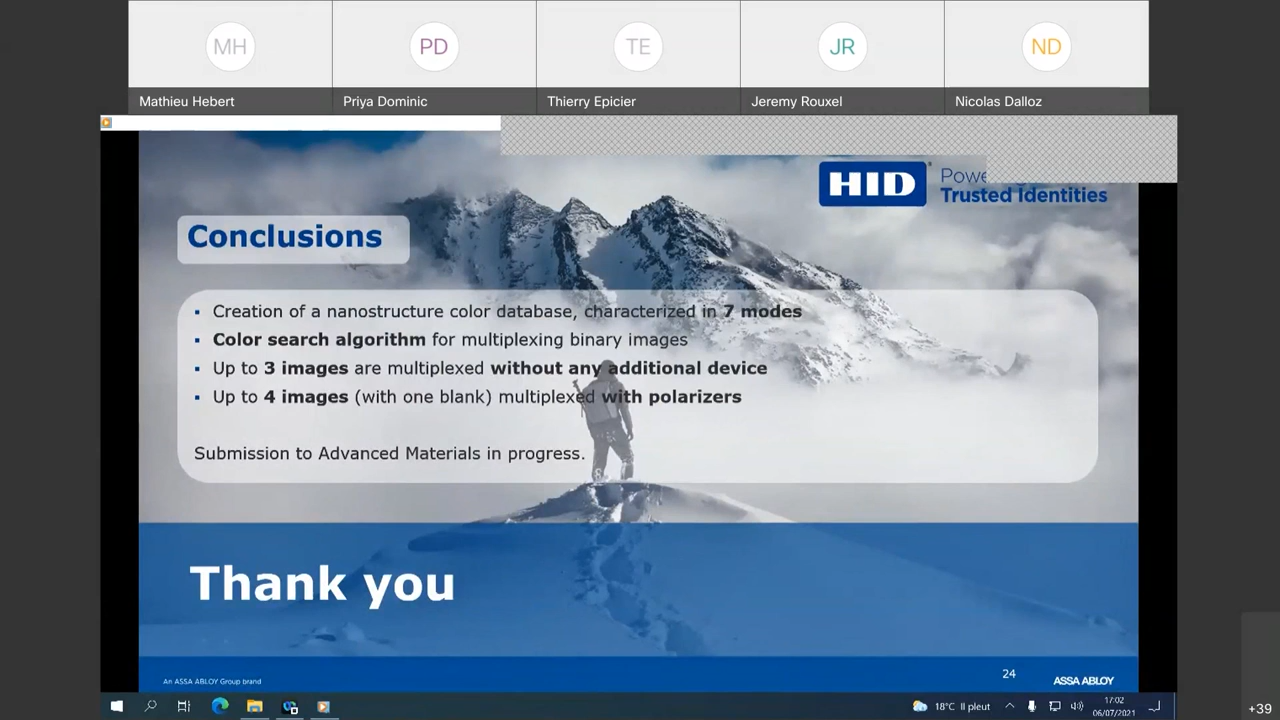 MH
PD
TE
JR
ND
Mathieu Hebert
Priya Dominic
Thierry Epicier
Jeremy Rouxel
Nicolas Dalloz
HID
Trusted Identities
Conclusions
▪ Creation of a nanostructure color database, characterized in 7 modes
▪ Color search algorithm for multiplexing binary images
▪ Up to 3 images are multiplexed without any additional device
▪ Up to 4 images (with one blank) multiplexed with polarizers
Submission to Advanced Materials in progress.
Thank you
An ASSA ABLOY Group brand
24
ASSA ABLOY
18°C Il pleut
17:02
06/07/2021
+39